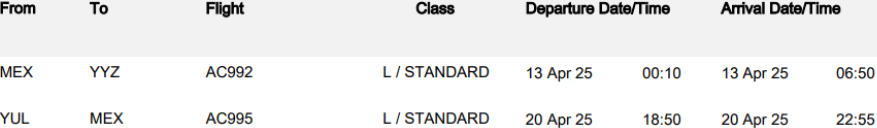 From To Flight Class Departure Date/Time Arrival Date/Time
MEX YYZ AC992 L / STANDARD 13 Apr 25 00:10 13 Apr 25 06:50
YUL MEX AC995 L / STANDARD 20 Apr 25 18:50 20 Apr 25 22:55